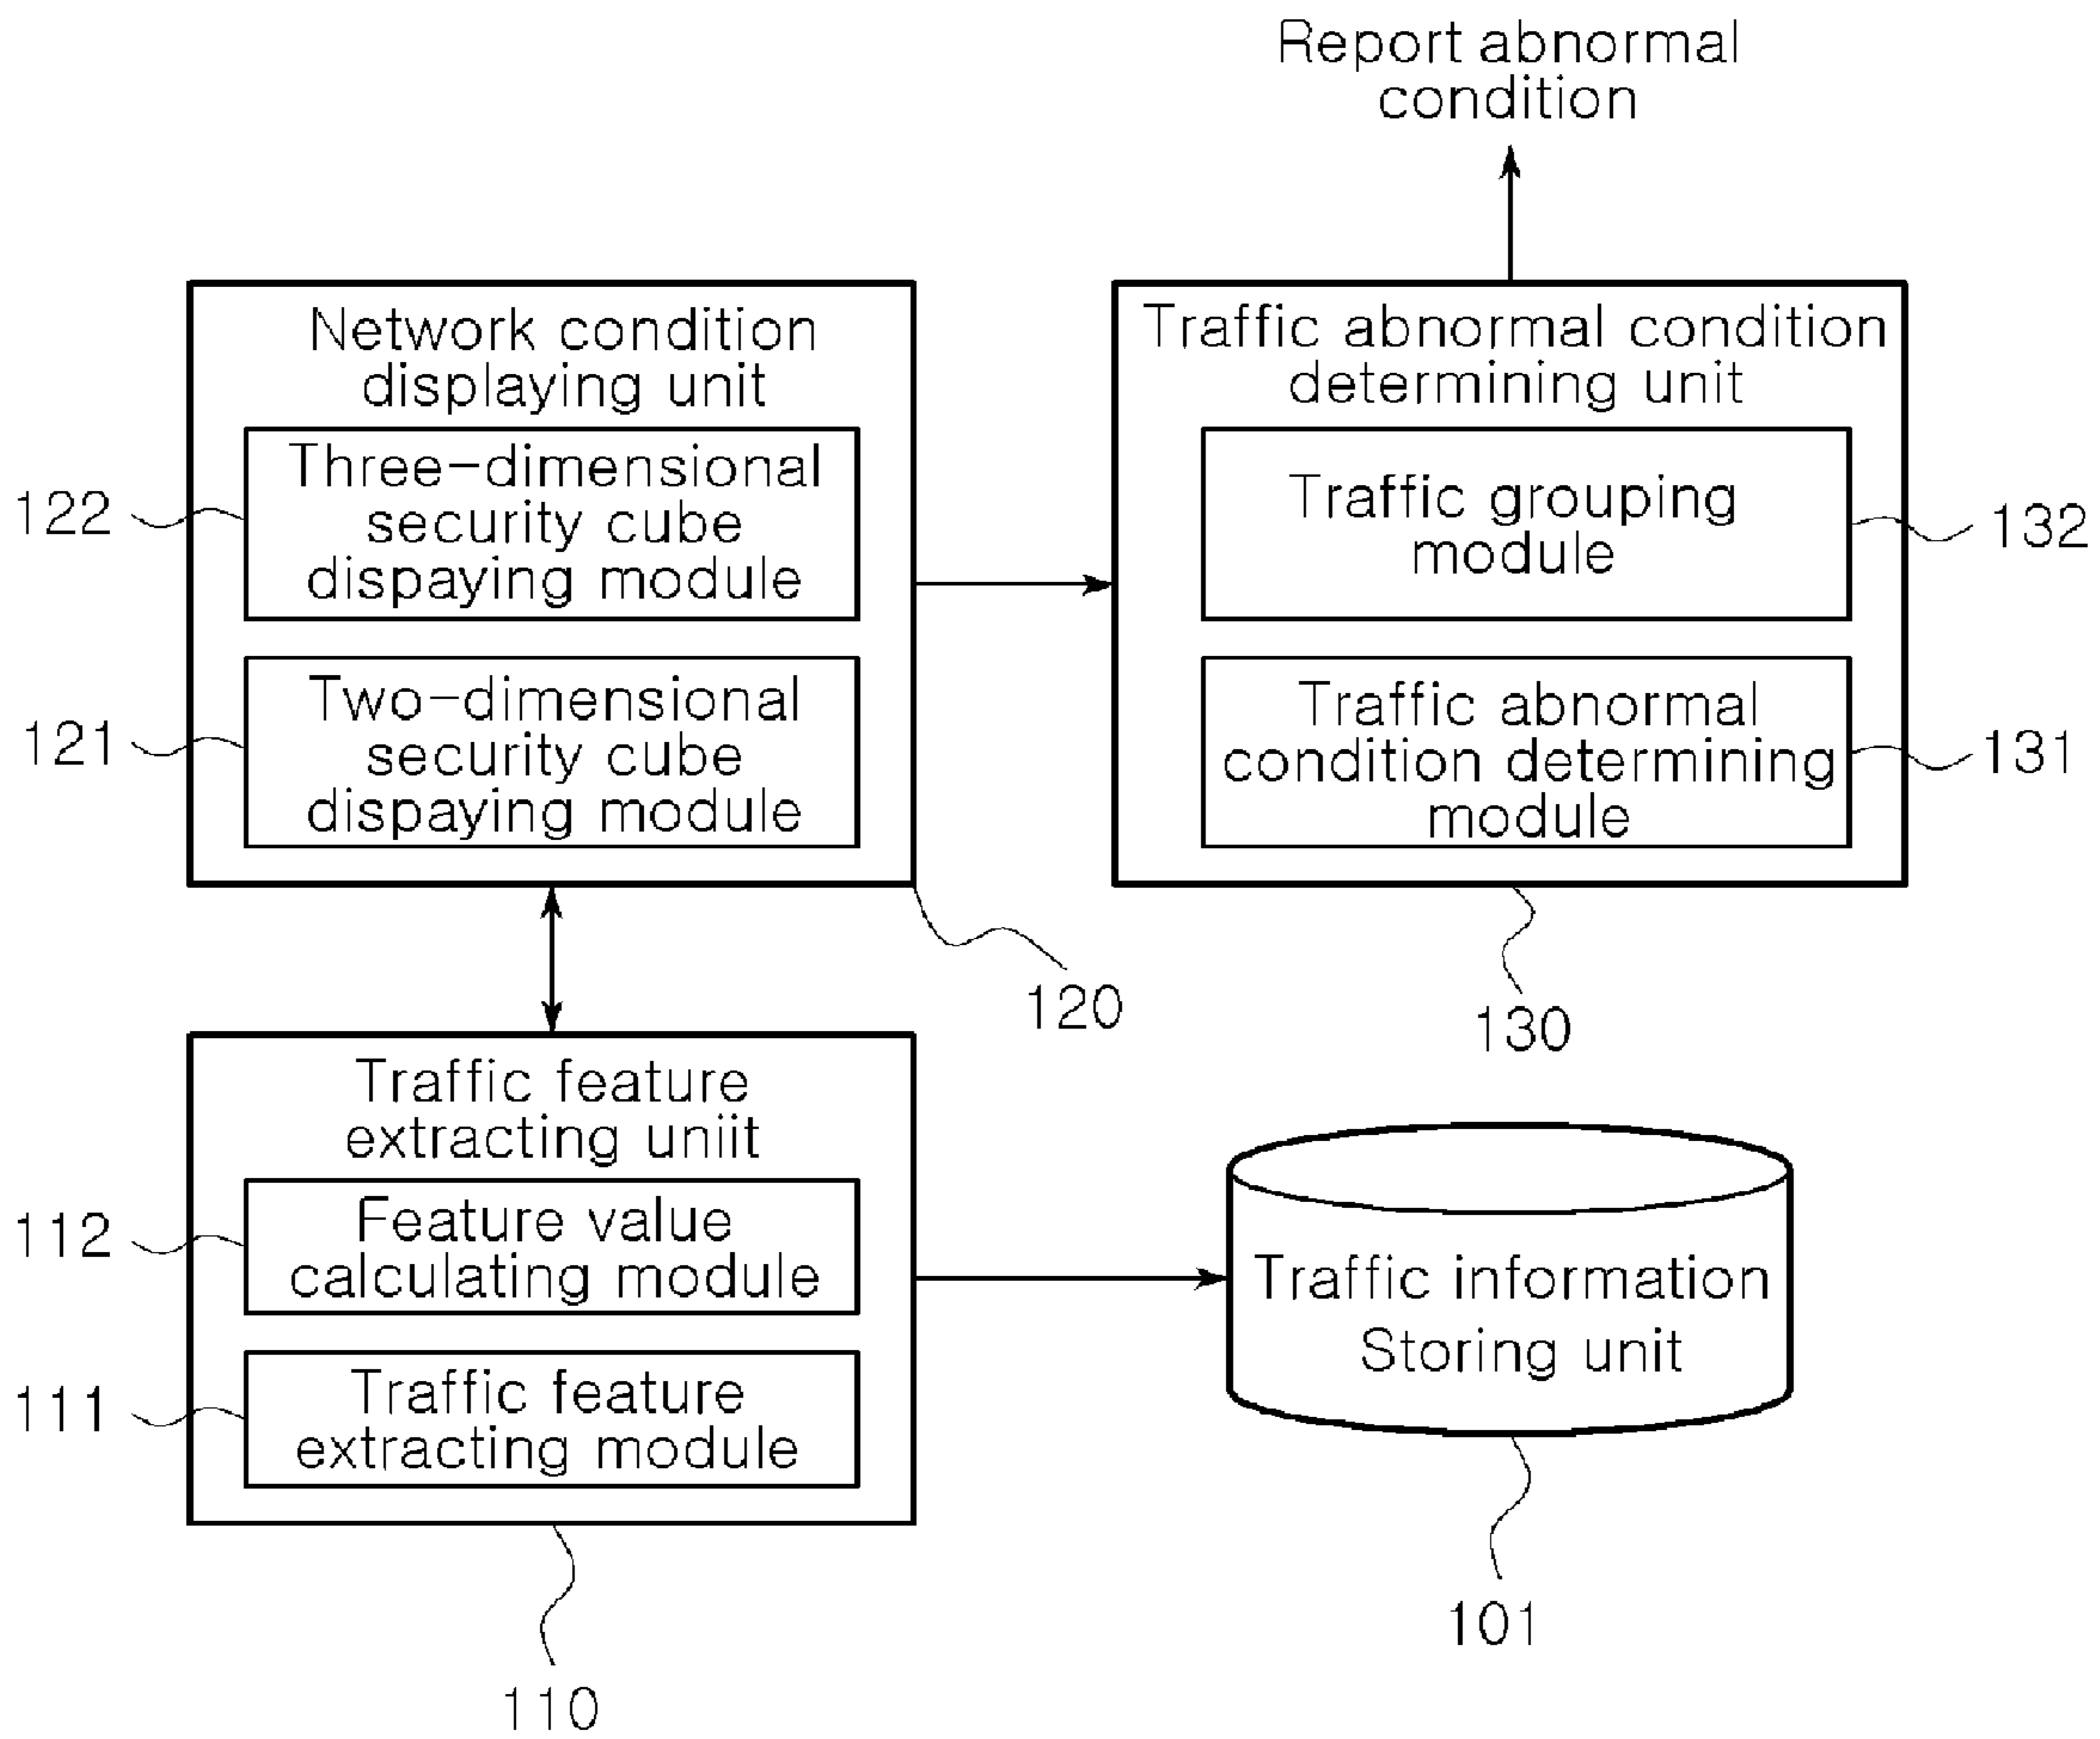 Report abnormal
condition
Network condition
displaying unit
Three-dimensional
security cube
dispaying module
122
Two-dimensional
security cube
dispaying module
121
120
Traffic abnormal condition
determining unit
Traffic grouping
module
132
Traffic abnormal
condition determining
module
131
130
Traffic feature
extracting uniit
Feature value
calculating module
112
Traffic feature
extracting module
111
110
Traffic information
Storing unit
101